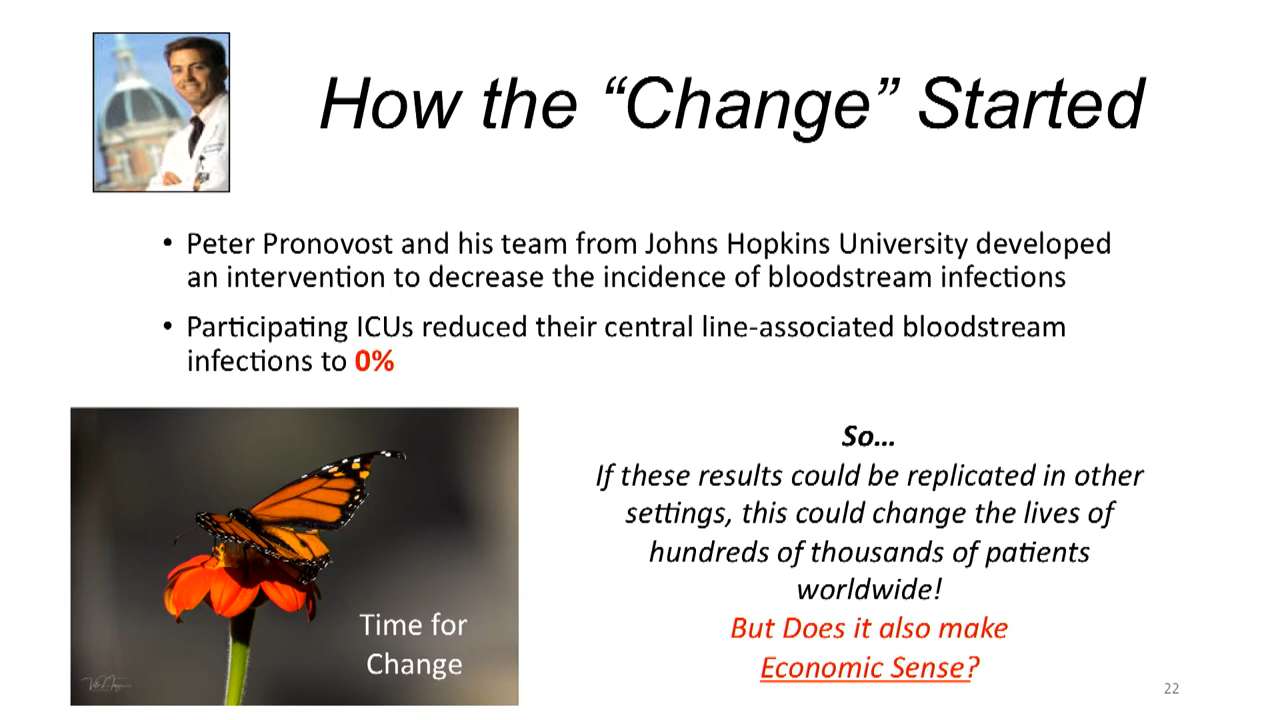 How the “Change” Started
• Peter Pronovost and his team from Johns Hopkins University developed
an intervention to decrease the incidence of bloodstream infections
• Participating ICUs reduced their central line-associated bloodstream
infections to 0%
Time for
Change
So…
If these results could be replicated in other
settings, this could change the lives of
hundreds of thousands of patients
worldwide!
But Does it also make
Economic Sense?
22